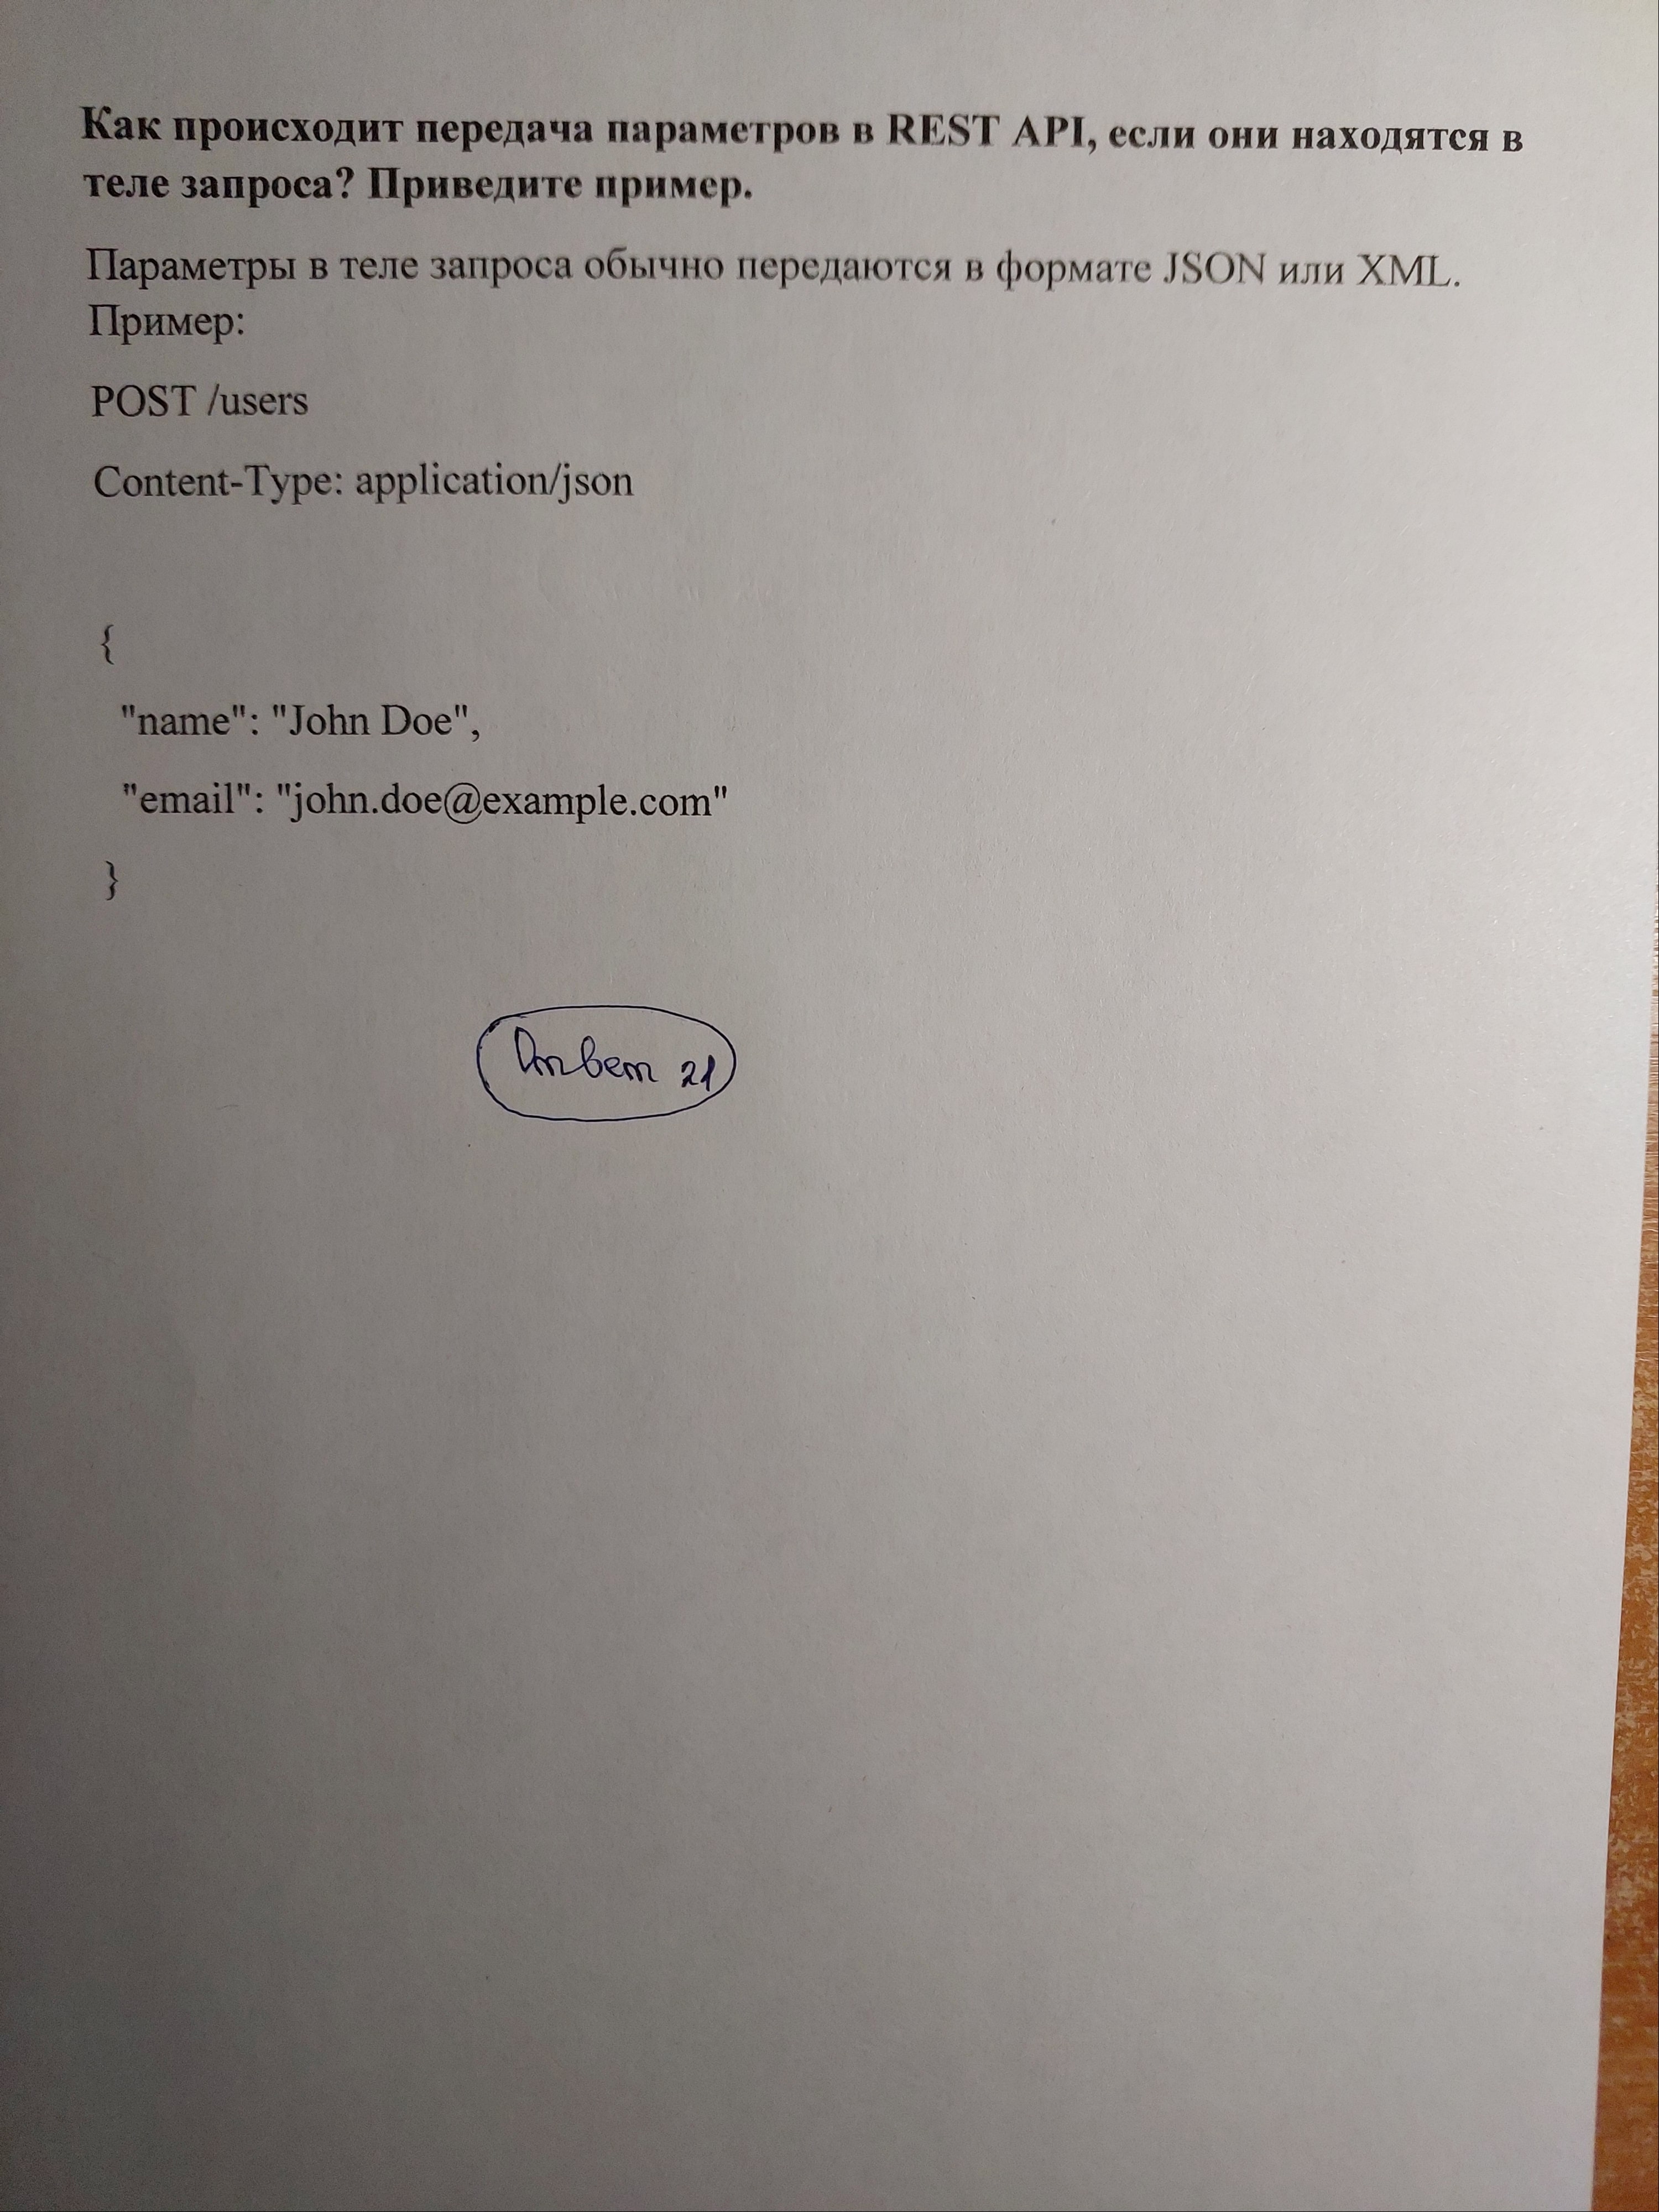 Как происходит передача параметров в REST API, если они находятся в
теле запроса? Приведите пример.
Параметры в теле запроса обычно передаются в формате JSON или XML.
Пример:
POST /users
Content-Type: application/json
{
"name": "John Doe",
"email": "john.doe@example.com"
}
Ответ 21